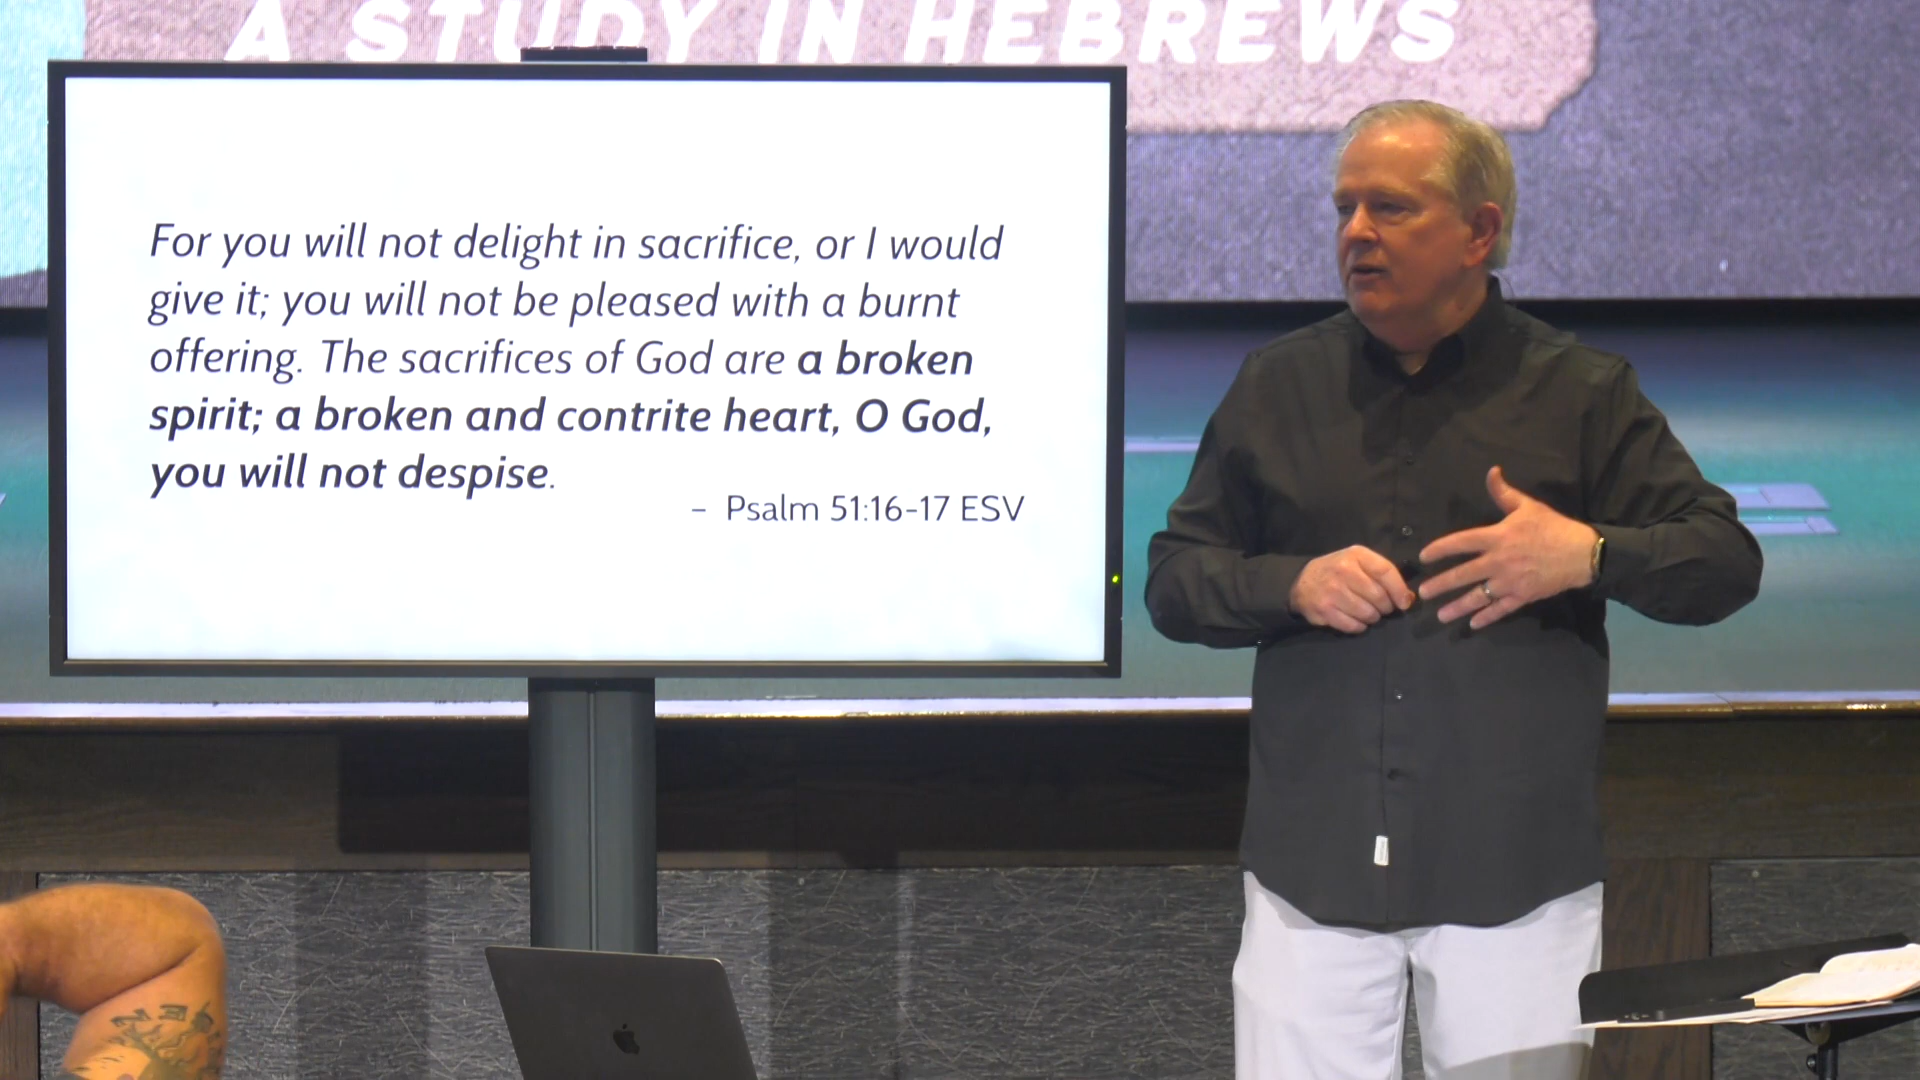 A STUDY IN HEBREWS
For you will not delight in sacrifice, or I would
give it; you will not be pleased with a burnt
offering. The sacrifices of God are a broken
spirit; a broken and contrite heart, O God,
you will not despise.
– Psalm 51:16-17 ESV